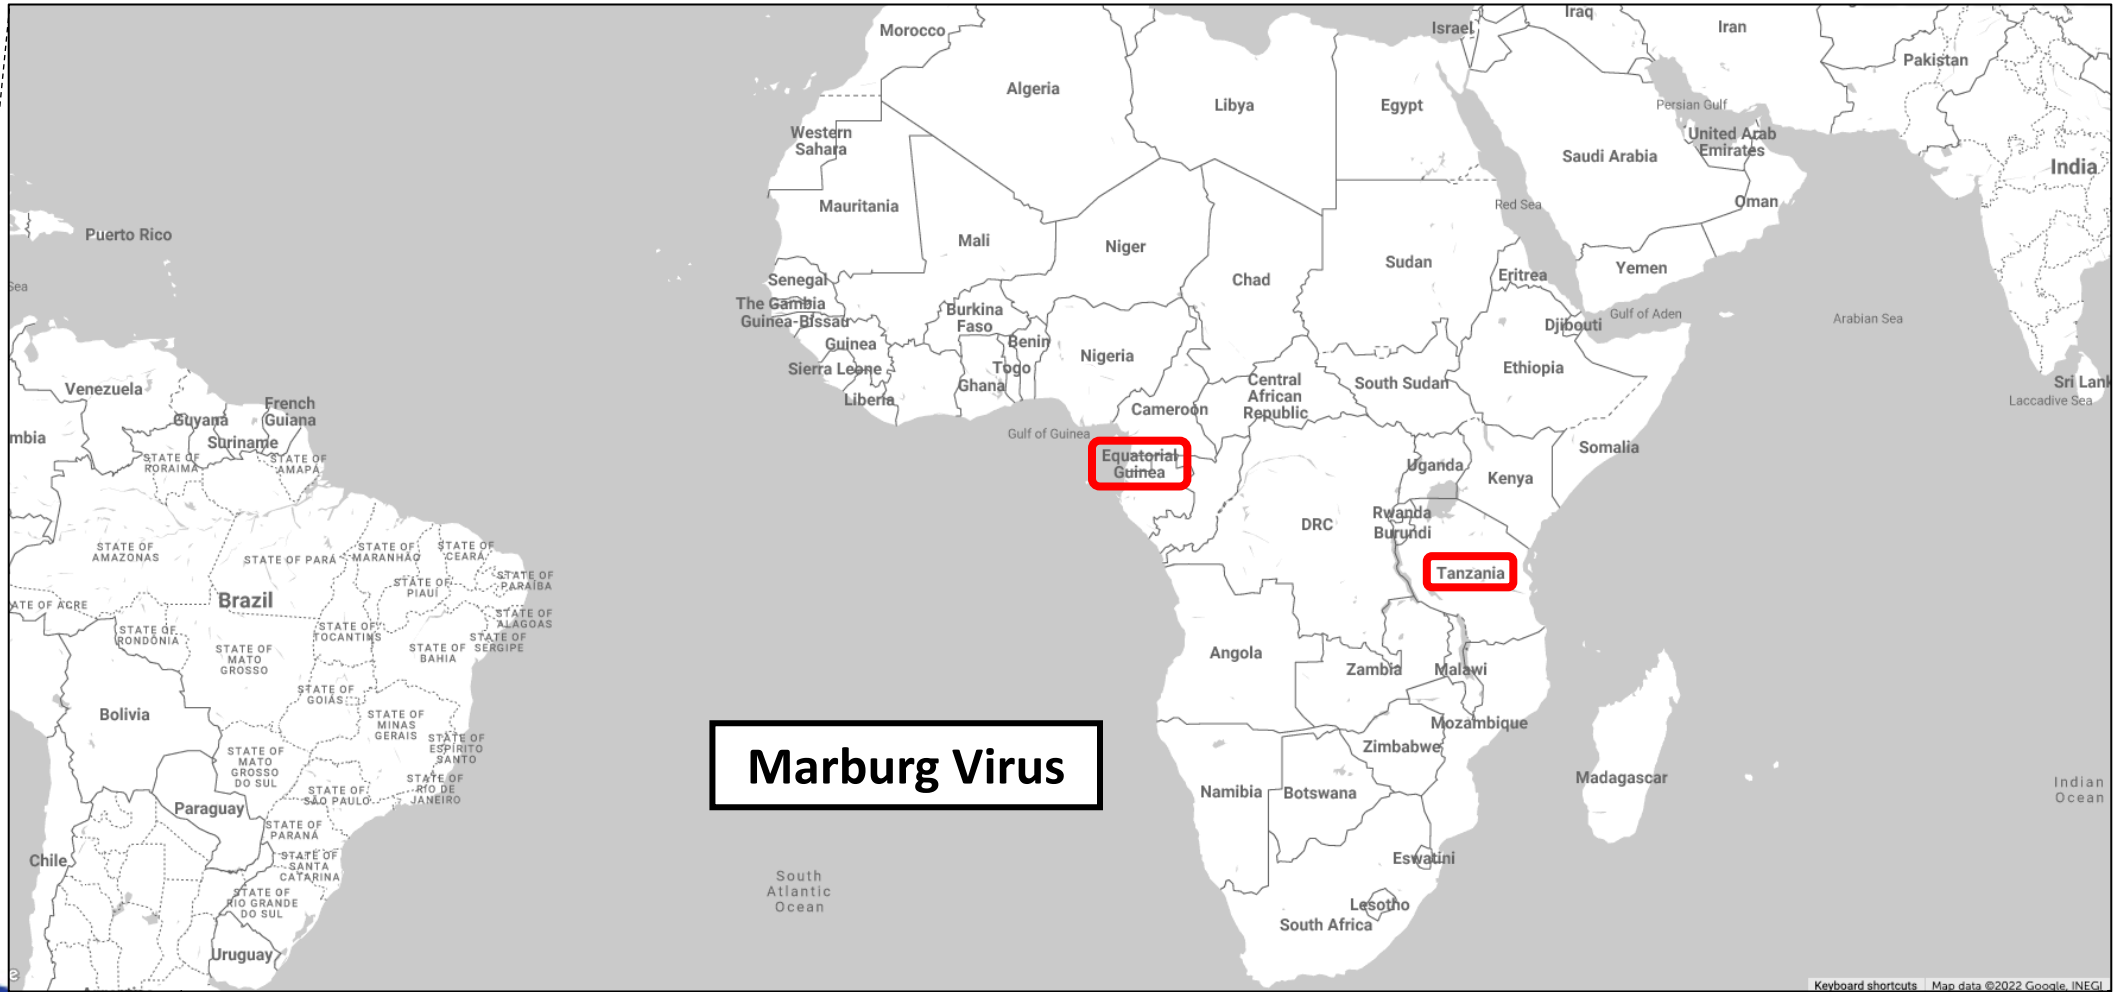 Morocco
Israel
Iraq
Iran
Pakistan
Algeria
Libya
Egypt
Persian Gulf
Western
Sahara
United Arab
Emirates
Saudi Arabia
India
Mauritania
Red Sea
Oman
Puerto Rico
Mali
Niger
Sudan
Chad
Eritrea
Yemen
Senegal
Sea
The Gambia
Guinea-Bissau
Burkina
Faso
Djibouti
Gulf of Aden
Arabian Sea
Guinea
Benin
Nigeria
Sierra Leone
Togo
Ghana
Ethiopia
Central
African
Republic
South Sudan
Sri Lank
Laccadive Sea
Venezuela
Liberia
French
Guiana
Guyana
Suriname
Cameroon
Gulf of Guinea
mbia
STATE OF
RORAIMA
STATE OF
AMAPÁ
Equatorial
Guinea
Uganda
Kenya
Somalia
DRC
Rwanda
Burundi
STATE OF
AMAZONAS
STATE OF PARÁ
STATE OF
MARANHÃO
STATE OF
CEARÁ
STATE OF
PIAUÍ
STATE OF
PARAÍBA
Tanzania
Brazil
ATE OF ACRE
STATE OF
ALAGOAS
STATE OF
RONDÔNIA
STATE OF
TOCANTINS
STATE OF
SERGIPE
STATE OF
MATO
GROSSO
STATE OF
BAHIA
Angola
Zambia
Malawi
STATE OF
GOIÁS
Bolivia
STATE OF
MINAS
GERAIS
Mozambique
Zimbabwe
STATE OF
ESPÍRITO
SANTO
STATE OF
MATO
GROSSO
DO SUL
Marburg Virus
Madagascar
Indian
Ocean
STATE OF
RIO DE
JANEIRO
STATE OF
SÃO PAULO
Namibia
Botswana
Paraguay
STATE OF
PARANÁ
Chile
STATE OF
SANTA
CATARINA
Eswatini
South
Atlantic
Ocean
STATE OF
RIO GRANDE
DO SUL
Lesotho
South Africa
Uruguay
Keyboard shortcuts
Map data ©2022 Google, INEGI